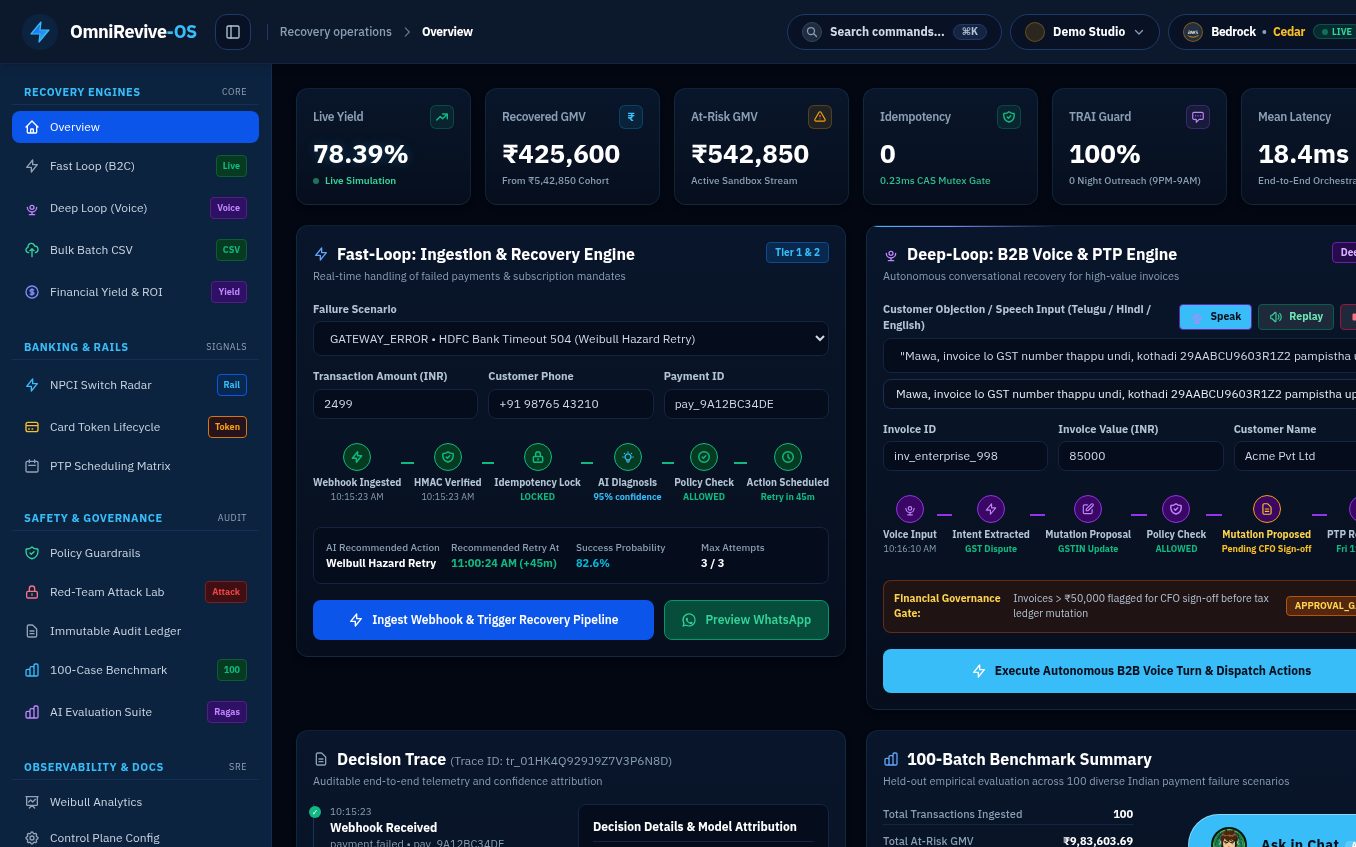 OmniRevive-OS
Recovery operations > Overview
Search commands... ⌘K
Demo Studio
aws Bedrock • Cedar LIVE
RECOVERY ENGINES CORE
Overview
Fast Loop (B2C) Live
Deep Loop (Voice) Voice
Bulk Batch CSV CSV
Financial Yield & ROI Yield
BANKING & RAILS SIGNALS
NPCI Switch Radar Rail
Card Token Lifecycle Token
PTP Scheduling Matrix
SAFETY & GOVERNANCE AUDIT
Policy Guardrails
Red-Team Attack Lab Attack
Immutable Audit Ledger
100-Case Benchmark 100
AI Evaluation Suite Ragas
OBSERVABILITY & DOCS SRE
Weibull Analytics
Control Plane Config
Live Yield
78.39%
Live Simulation
Recovered GMV ₹
₹425,600
From ₹5,42,850 Cohort
At-Risk GMV
₹542,850
Active Sandbox Stream
Idempotency
0
0.23ms CAS Mutex Gate
TRAI Guard
100%
0 Night Outreach (9PM-9AM)
Mean Latency
18.4ms
End-to-End Orchestra
Fast-Loop: Ingestion & Recovery Engine Tier 1 & 2
Real-time handling of failed payments & subscription mandates
Failure Scenario
GATEWAY_ERROR • HDFC Bank Timeout 504 (Weibull Hazard Retry)
Transaction Amount (INR) Customer Phone Payment ID
2499 +91 98765 43210 pay_9A12BC34DE
Webhook Ingested HMAC Verified Idempotency Lock AI Diagnosis Policy Check Action Scheduled
10:15:23 AM 10:15:23 AM LOCKED 95% confidence ALLOWED Retry in 45m
AI Recommended Action Recommended Retry At Success Probability Max Attempts
Weibull Hazard Retry 11:00:24 AM (+45m) 82.6% 3 / 3
Ingest Webhook & Trigger Recovery Pipeline Preview WhatsApp
Deep-Loop: B2B Voice & PTP Engine Dee
Autonomous conversational recovery for high-value invoices
Customer Objection / Speech Input (Telugu / Hindi /
English)
Speak Replay
"Mawa, invoice lo GST number thappu undi, kothadi 29AABCU9603R1Z2 pampistha u
Mawa, invoice lo GST number thappu undi, kothadi 29AABCU9603R1Z2 pampistha up
Invoice ID Invoice Value (INR) Customer Name
inv_enterprise_998 85000 Acme Pvt Ltd
Voice Input Intent Extracted Mutation Proposal Policy Check Mutation Proposed PTP R
10:16:10 AM GST Dispute GSTIN Update ALLOWED Pending CFO Sign-off Fri 1
Financial Governance
Gate:
Invoices > ₹50,000 flagged for CFO sign-off before tax
ledger mutation
APPROVAL_GA
Execute Autonomous B2B Voice Turn & Dispatch Actions
Decision Trace (Trace ID: tr_01HK4Q929J9Z7V3P6N8D)
Auditable end-to-end telemetry and confidence attribution
10:15:23
Webhook Received
payment failed • pay_9A12BC34DE
Decision Details & Model Attribution
100-Batch Benchmark Summary
Held-out empirical evaluation across 100 diverse Indian payment failure scenarios
Total Transactions Ingested 100
Total At-Risk GMV ₹9,83,603.69
Ask in Chat